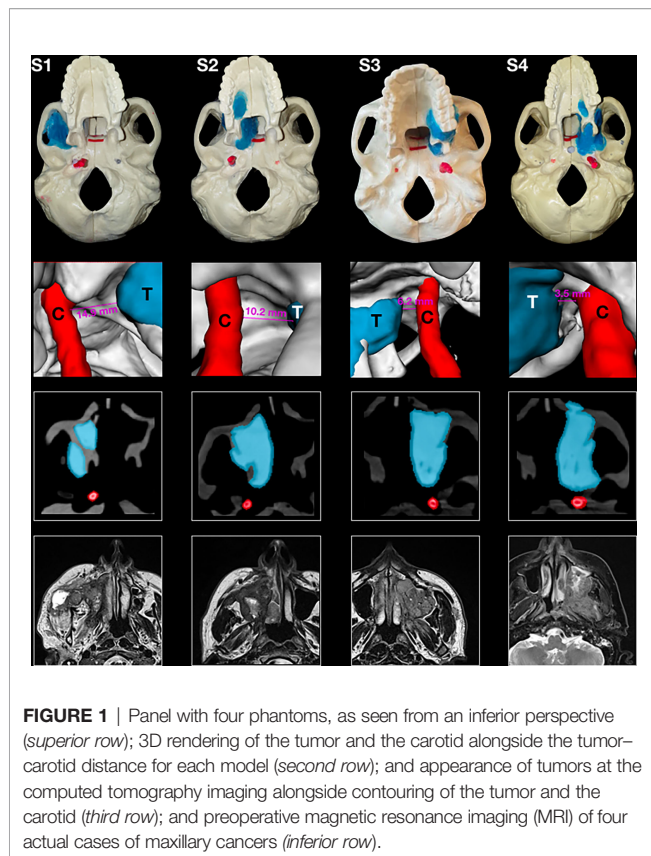 S1
S2
S3
S4
C
14.9 mm
T
C
10.2 mm
T
T
C
T
3.5 mm
C
FIGURE 1 | Panel with four phantoms, as seen from an inferior perspective
(superior row); 3D rendering of the tumor and the carotid alongside the tumor–
carotid distance for each model (second row); and appearance of tumors at the
computed tomography imaging alongside contouring of the tumor and the
carotid (third row); and preoperative magnetic resonance imaging (MRI) of four
actual cases of maxillary cancers (inferior row).